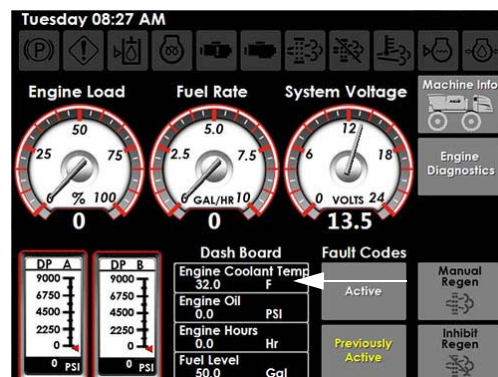 Tuesday 08:27 AM
Engine Load
Fuel Rate
System Voltage
Machine Info
25
50
75
0
%
100
0
2.5
5.0
7.5
0
GAL/HR
10
0
6
12
18
0
VOLTS
24
13.5
Engine
Diagnostics
DP A
9000
6750
4500
2250
0
0 PSI
DP B
9000
6750
4500
2250
0
0 PSI
Dash Board
Engine Coolant Temp
32.0 F
Engine Oil
0.0 PSI
Engine Hours
0.0 Hr
Fuel Level
50.0 Gal
Fault Codes
Active
Previously
Active
Manual
Regen
Inhibit
Regen